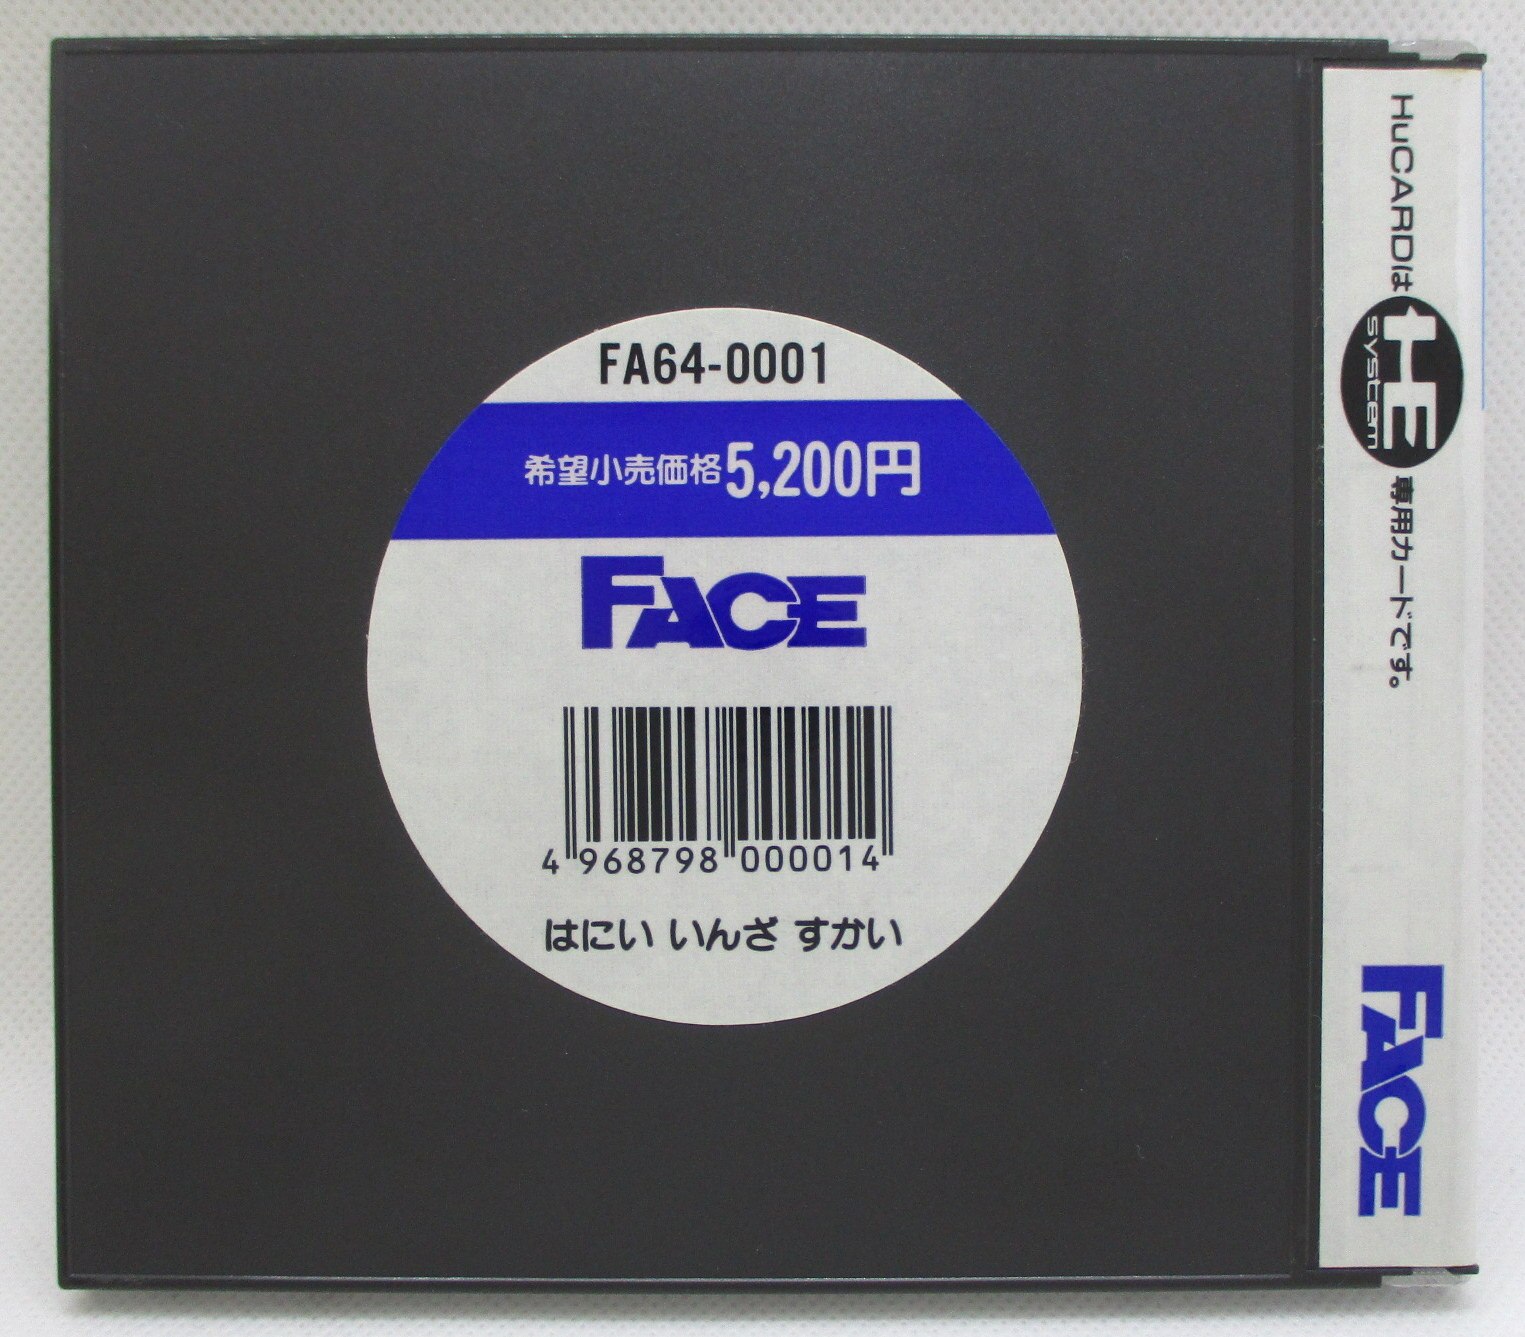 FA64-0001
希望小売価格5,200円
FACE
4 968798 000014
はにい いんざ すかい
HuCARDは HE system 専用カードです。
FACE